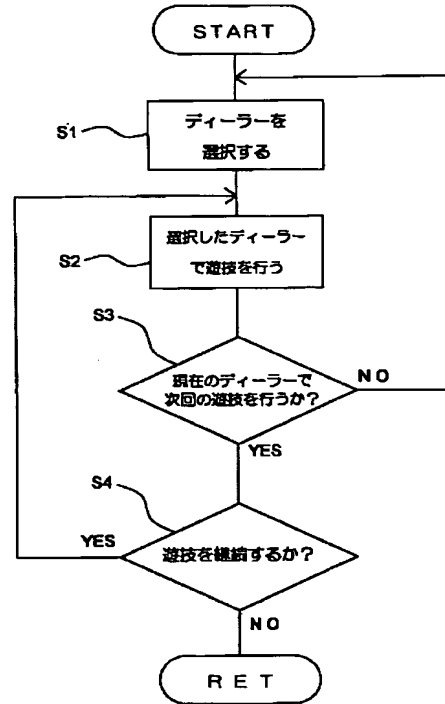 START
S1
ディーラーを
選択する
S2
選択したディーラー
で遊技を行う
S3
現在のディーラーで
次回の遊技を行うか?
NO
YES
S4
遊技を継続するか?
YES
NO
RET